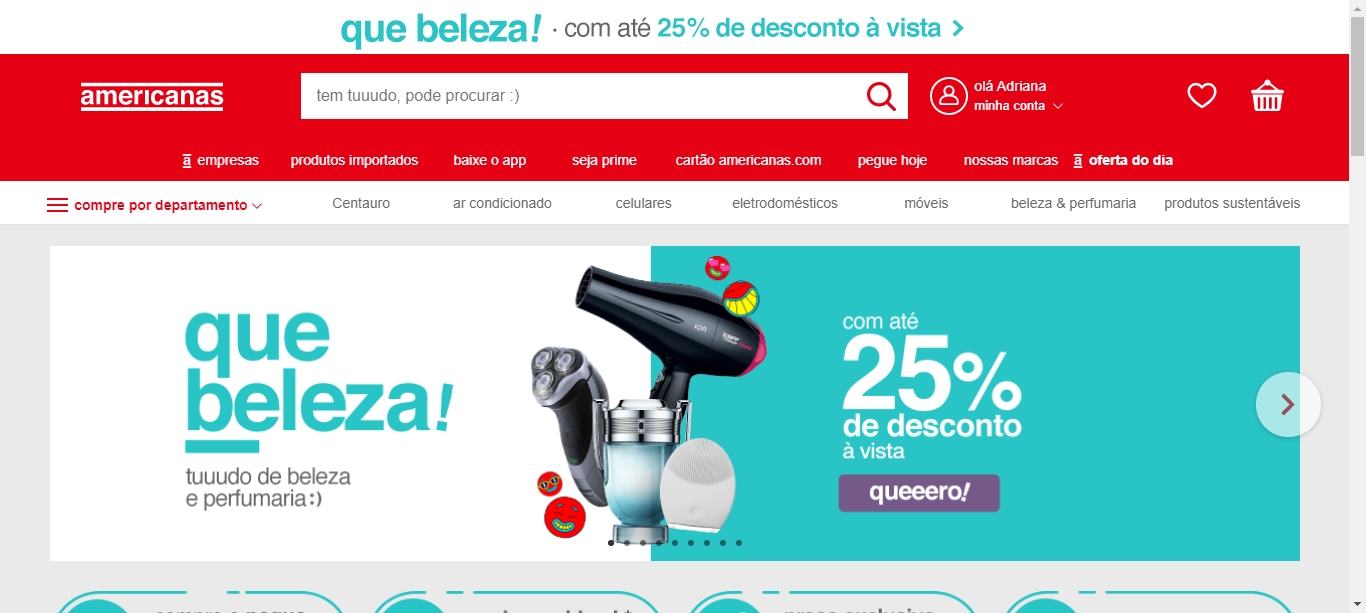 que beleza! · com até 25% de desconto à vista
americanas
tem tuuudo, pode procurar :)
olá Adriana
minha conta
a empresas
produtos importados
baixe o app
seja prime
cartão americanas.com
pegue hoje
nossas marcas
a oferta do dia
compre por departamento
Centauro
ar condicionado
celulares
eletrodomésticos
móveis
beleza & perfumaria
produtos sustentáveis
que
beleza!
tuuudo de beleza
e perfumaria:)
ion
com até
25%
de desconto
à vista
queeero!